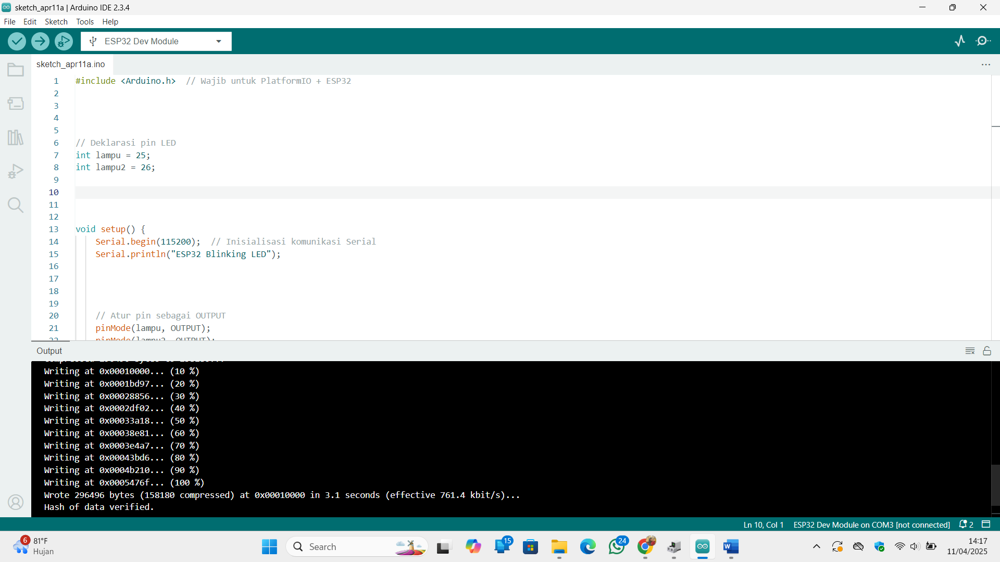 sketch_apr11a | Arduino IDE 2.3.4
File Edit Sketch Tools Help
ESP32 Dev Module
sketch_apr11a.ino
1 #include <Arduino.h>  // Wajib untuk PlatformIO + ESP32
2
3
4
5
6 // Deklarasi pin LED
7 int lampu = 25;
8 int lampu2 = 26;
9
10
11
12
13 void setup() {
14 Serial.begin(115200);  // Inisialisasi komunikasi Serial
15 Serial.println("ESP32 Blinking LED");
16
17
18
19
20 // Atur pin sebagai OUTPUT
21 pinMode(lampu, OUTPUT);
22 pinMode(lampu2, OUTPUT);
Output
Writing at 0x00010000... (10 %)
Writing at 0x0001bd97... (20 %)
Writing at 0x00028856... (30 %)
Writing at 0x0002df02... (40 %)
Writing at 0x00033a18... (50 %)
Writing at 0x00038e81... (60 %)
Writing at 0x0003e4a7... (70 %)
Writing at 0x00043bd6... (80 %)
Writing at 0x0004b210... (90 %)
Writing at 0x0005476f... (100 %)
Wrote 296496 bytes (158180 compressed) at 0x00010000 in 3.1 seconds (effective 761.4 kbit/s)...
Hash of data verified.
Ln 10, Col 1 ESP32 Dev Module on COM3 [not connected] 2
6 81°F
Hujan
Search
15
24
14:17
11/04/2025